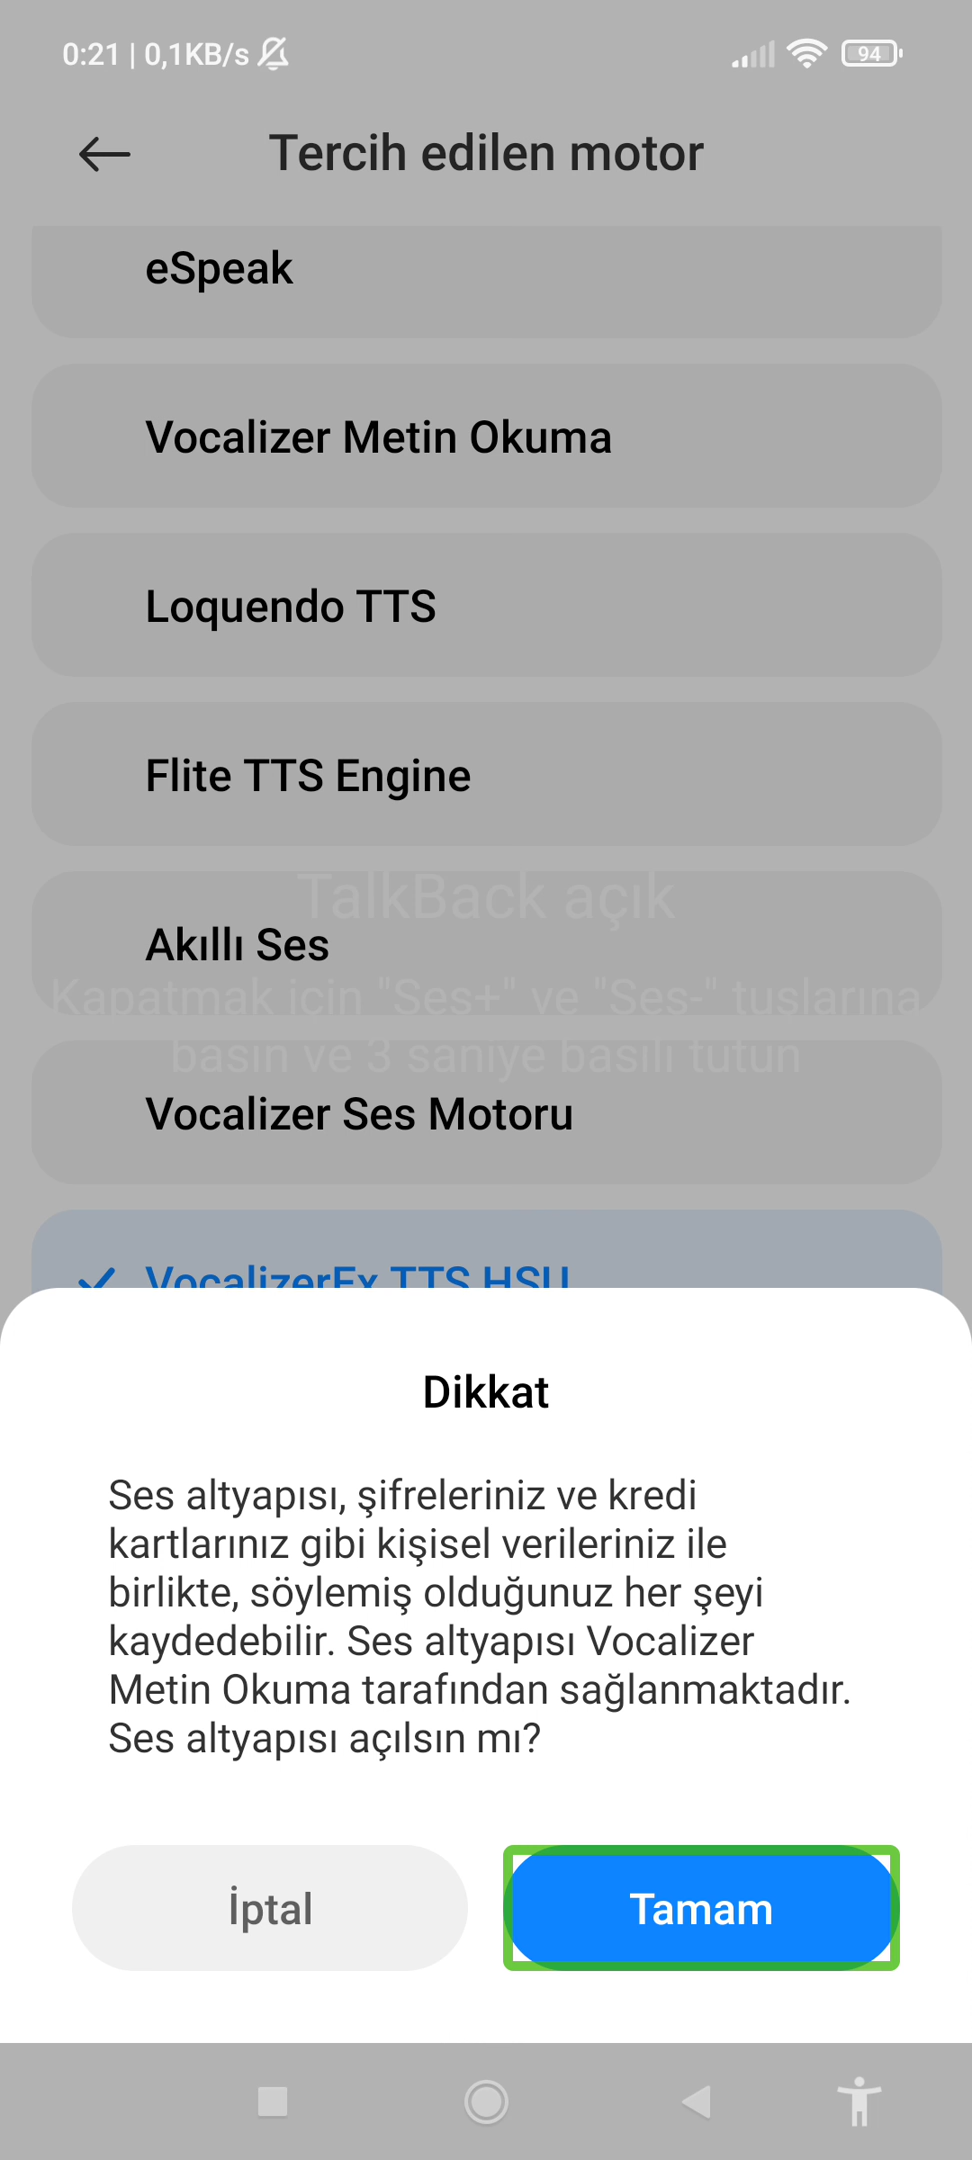 0:21 | 0,1KB/s
94
Tercih edilen motor
eSpeak
Vocalizer Metin Okuma
Loquendo TTS
Flite TTS Engine
TalkBack açık
Akıllı Ses
Kapatmak için "Ses+" ve "Ses-" tuşlarına
basın ve 3 saniye basılı tutun
Vocalizer Ses Motoru
VocalizerEx TTS HSU
Dikkat
Ses altyapısı, şifreleriniz ve kredi
kartlarınız gibi kişisel verileriniz ile
birlikte, söylemiş olduğunuz her şeyi
kaydedebilir. Ses altyapısı Vocalizer
Metin Okuma tarafından sağlanmaktadır.
Ses altyapısı açılsın mı?
İptal
Tamam